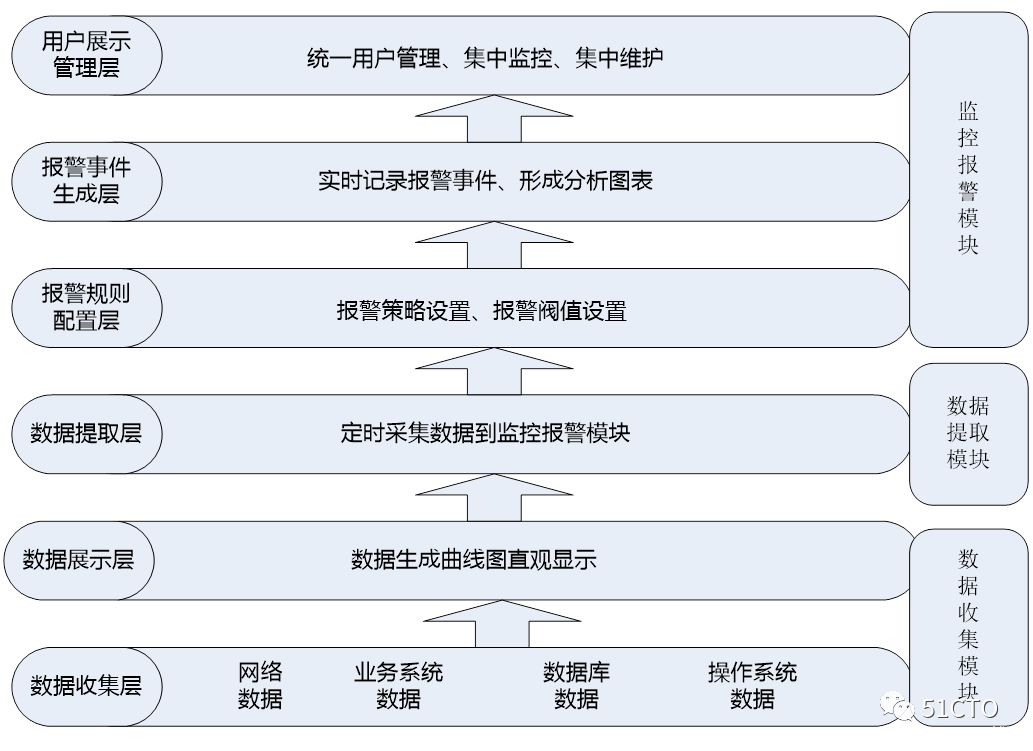 用户展示
管理层
统一用户管理、集中监控、集中维护
报警事件
生成层
实时记录报警事件、形成分析图表
报警规则
配置层
报警策略设置、报警阀值设置
监
控
报
警
模
块
数据提取层
定时采集数据到监控报警模块
数据
提取
模块
数据展示层
数据生成曲线图直观显示
数据收集层
网络
数据
业务系统
数据
数据库
数据
操作系统
数据
数
据
收
集
模
块
51CTO